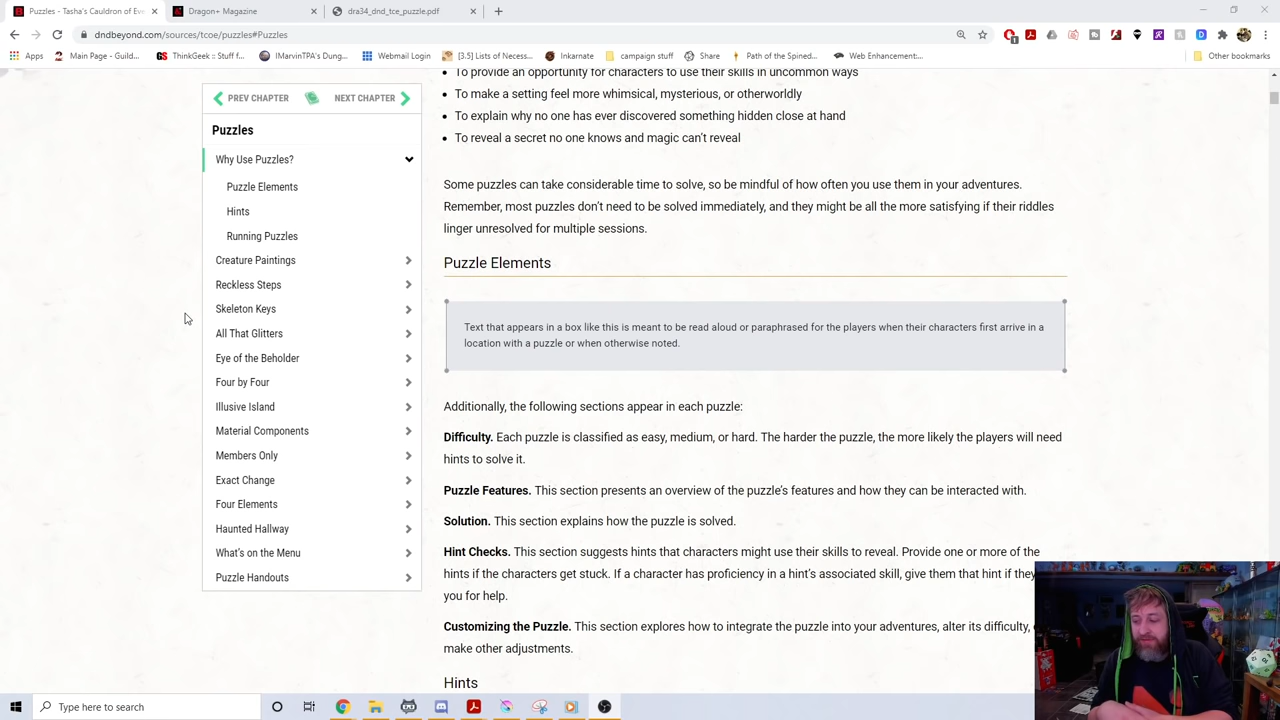 Puzzles - Tasha's Cauldron of Eve
Dragon+ Magazine
dra34_dnd_tce_puzzle.pdf
dndbeyond.com/sources/tcoe/puzzles#Puzzles
Apps
Main Page - Guild...
ThinkGeek :: Stuff f...
IMarvinTPA's Dung...
Webmail Login
[3.5] Lists of Necess...
Inkarnate
campaign stuff
Share
Path of the Spined...
Web Enhancement:...
Other bookmarks
PREV CHAPTER
NEXT CHAPTER
Puzzles
Why Use Puzzles?
Puzzle Elements
Hints
Running Puzzles
Creature Paintings
Reckless Steps
Skeleton Keys
All That Glitters
Eye of the Beholder
Four by Four
Illusive Island
Material Components
Members Only
Exact Change
Four Elements
Haunted Hallway
What's on the Menu
Puzzle Handouts
To provide an opportunity for characters to use their skills in uncommon ways
To make a setting feel more whimsical, mysterious, or otherworldly
To explain why no one has ever discovered something hidden close at hand
To reveal a secret no one knows and magic can't reveal
Some puzzles can take considerable time to solve, so be mindful of how often you use them in your adventures.
Remember, most puzzles don't need to be solved immediately, and they might be all the more satisfying if their riddles
linger unresolved for multiple sessions.
Puzzle Elements
Text that appears in a box like this is meant to be read aloud or paraphrased for the players when their characters first arrive in a
location with a puzzle or when otherwise noted.
Additionally, the following sections appear in each puzzle:
Difficulty. Each puzzle is classified as easy, medium, or hard. The harder the puzzle, the more likely the players will need
hints to solve it.
Puzzle Features. This section presents an overview of the puzzle's features and how they can be interacted with.
Solution. This section explains how the puzzle is solved.
Hint Checks. This section suggests hints that characters might use their skills to reveal. Provide one or more of the
hints if the characters get stuck. If a character has proficiency in a hint's associated skill, give them that hint if they
you for help.
Customizing the Puzzle. This section explores how to integrate the puzzle into your adventures, alter its difficulty,
make other adjustments.
Hints
Type here to search